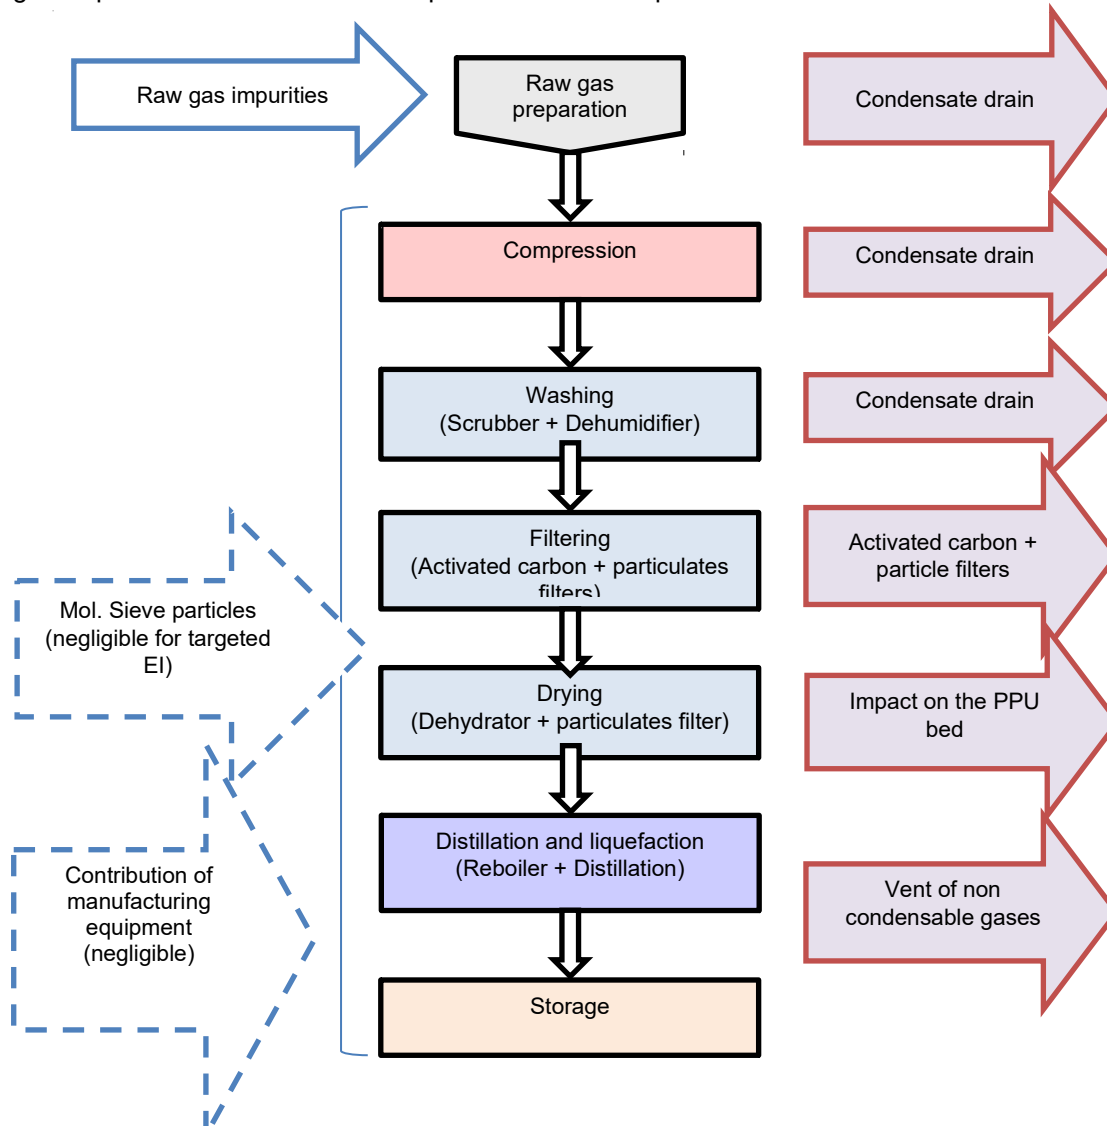 Raw gas impurities
Raw gas
preparation
Condensate drain
Compression
Condensate drain
Washing
(Scrubber + Dehumidifier)
Condensate drain
Filtering
(Activated carbon + particulates
filters)
Activated carbon +
particle filters
Mol. Sieve particles
(negligible for targeted
EI)
Drying
(Dehydrator + particulates filter)
Impact on the PPU
bed
Distillation and liquefaction
(Reboiler + Distillation)
Contribution of
manufacturing
equipment
(negligible)
Vent of non
condensable gases
Storage